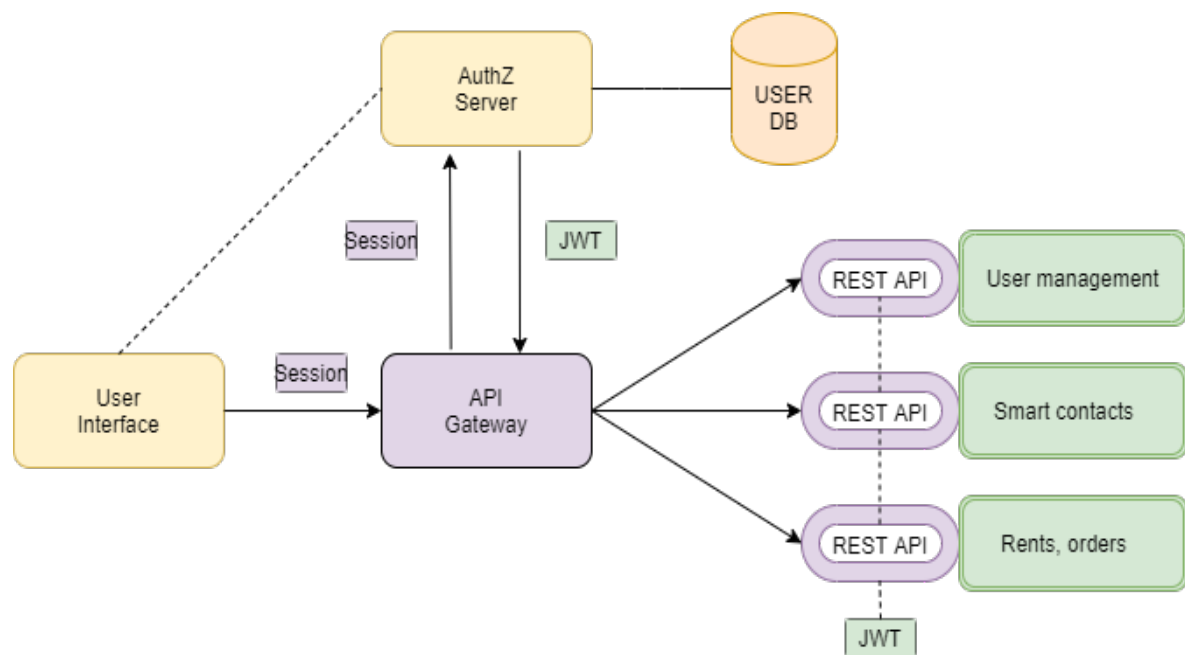 AuthZ
Server
USER
DB
Session
JWT
REST API
User management
User
Interface
Session
API
Gateway
REST API
Smart contacts
REST API
Rents, orders
JWT